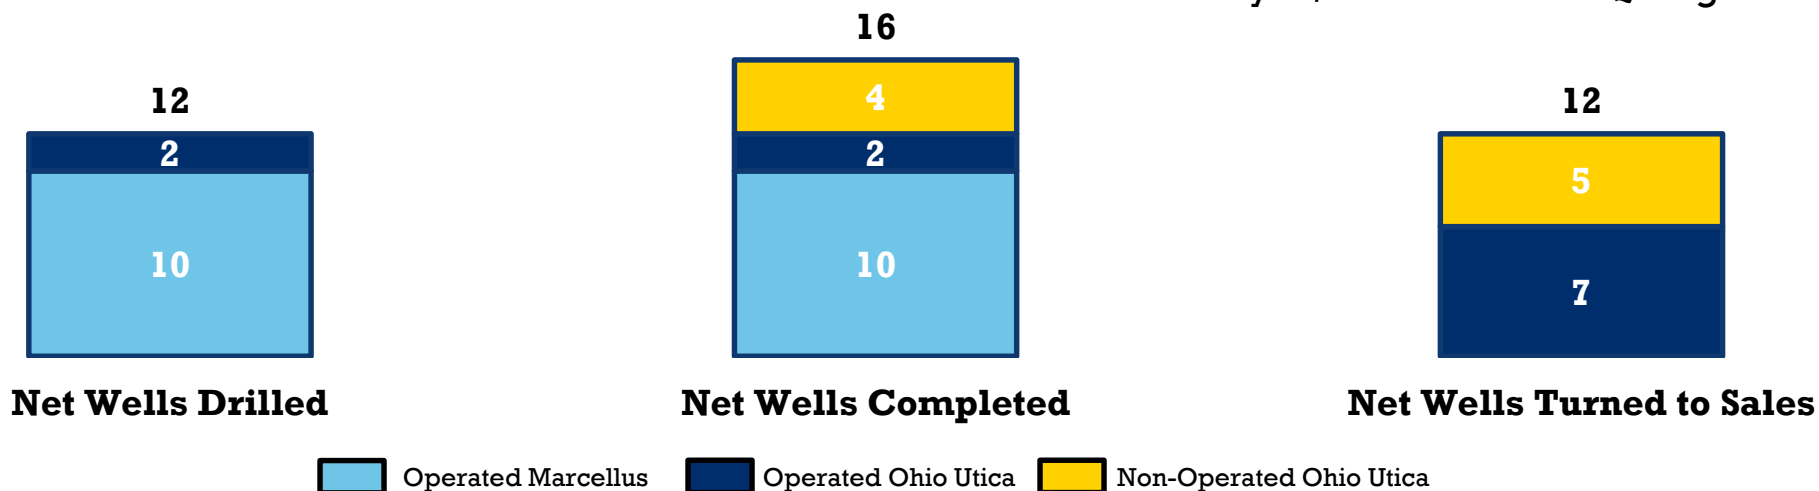 16
12
12
4
2
2
5
10
10
7
Net Wells Drilled
Net Wells Completed
Net Wells Turned to Sales
Operated Marcellus
Operated Ohio Utica
Non-Operated Ohio Utica